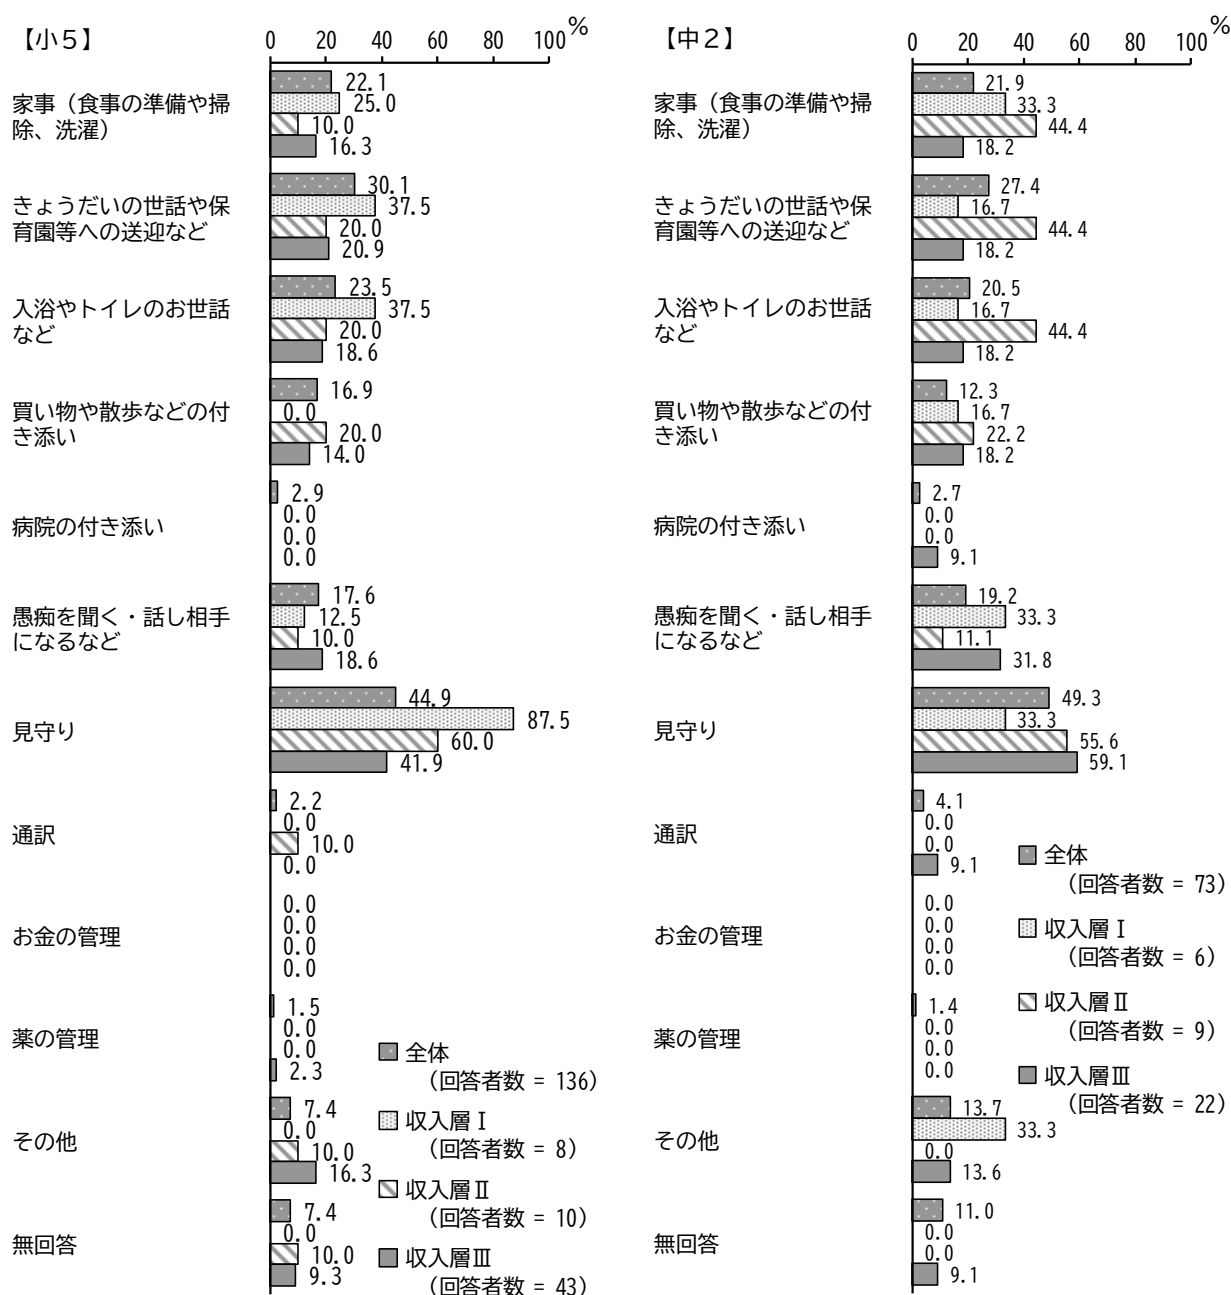 【小５】
0 20 40 60 80 100 %
家事（食事の準備や掃
除、洗濯）
22.1
25.0
10.0
16.3
きょうだいの世話や保
育園等への送迎など
30.1
37.5
20.0
20.9
入浴やトイレのお世話
など
23.5
37.5
20.0
18.6
買い物や散歩などの付
き添い
16.9
0.0
20.0
14.0
病院の付き添い
2.9
0.0
0.0
0.0
愚痴を聞く・話し相手
になるなど
17.6
12.5
10.0
18.6
見守り
44.9
87.5
60.0
41.9
通訳
2.2
0.0
10.0
0.0
お金の管理
0.0
0.0
0.0
0.0
薬の管理
1.5
0.0
0.0
2.3
その他
7.4
0.0
10.0
16.3
無回答
7.4
0.0
10.0
9.3
全体
（回答者数 = 136）
収入層Ⅰ
（回答者数 = 8）
収入層Ⅱ
（回答者数 = 10）
収入層Ⅲ
（回答者数 = 43）
【中２】
0 20 40 60 80 100 %
家事（食事の準備や掃
除、洗濯）
21.9
33.3
44.4
18.2
きょうだいの世話や保
育園等への送迎など
27.4
16.7
44.4
18.2
入浴やトイレのお世話
など
20.5
16.7
44.4
18.2
買い物や散歩などの付
き添い
12.3
16.7
22.2
18.2
病院の付き添い
2.7
0.0
0.0
9.1
愚痴を聞く・話し相手
になるなど
19.2
33.3
11.1
31.8
見守り
49.3
33.3
55.6
59.1
通訳
4.1
0.0
0.0
9.1
お金の管理
0.0
0.0
0.0
0.0
薬の管理
1.4
0.0
0.0
0.0
その他
13.7
33.3
0.0
13.6
無回答
11.0
0.0
0.0
9.1
全体
（回答者数 = 73）
収入層Ⅰ
（回答者数 = 6）
収入層Ⅱ
（回答者数 = 9）
収入層Ⅲ
（回答者数 = 22）